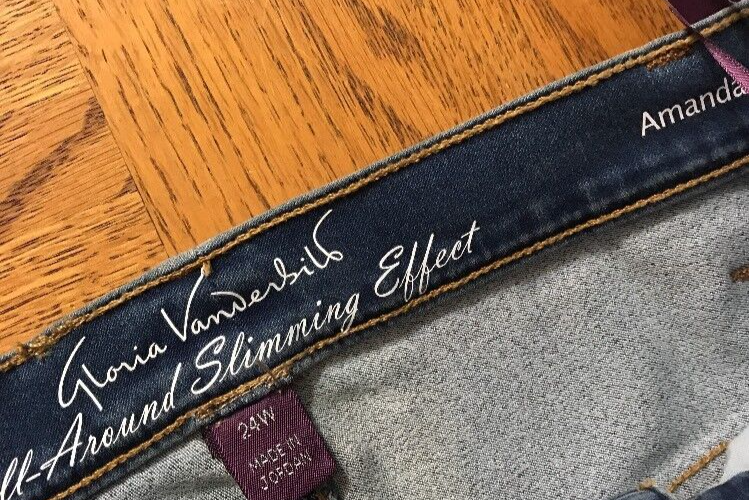 Amanda
Gloria Vanderbilt
ll-Around Slimming Effect
24W
MADE IN
JORDAN